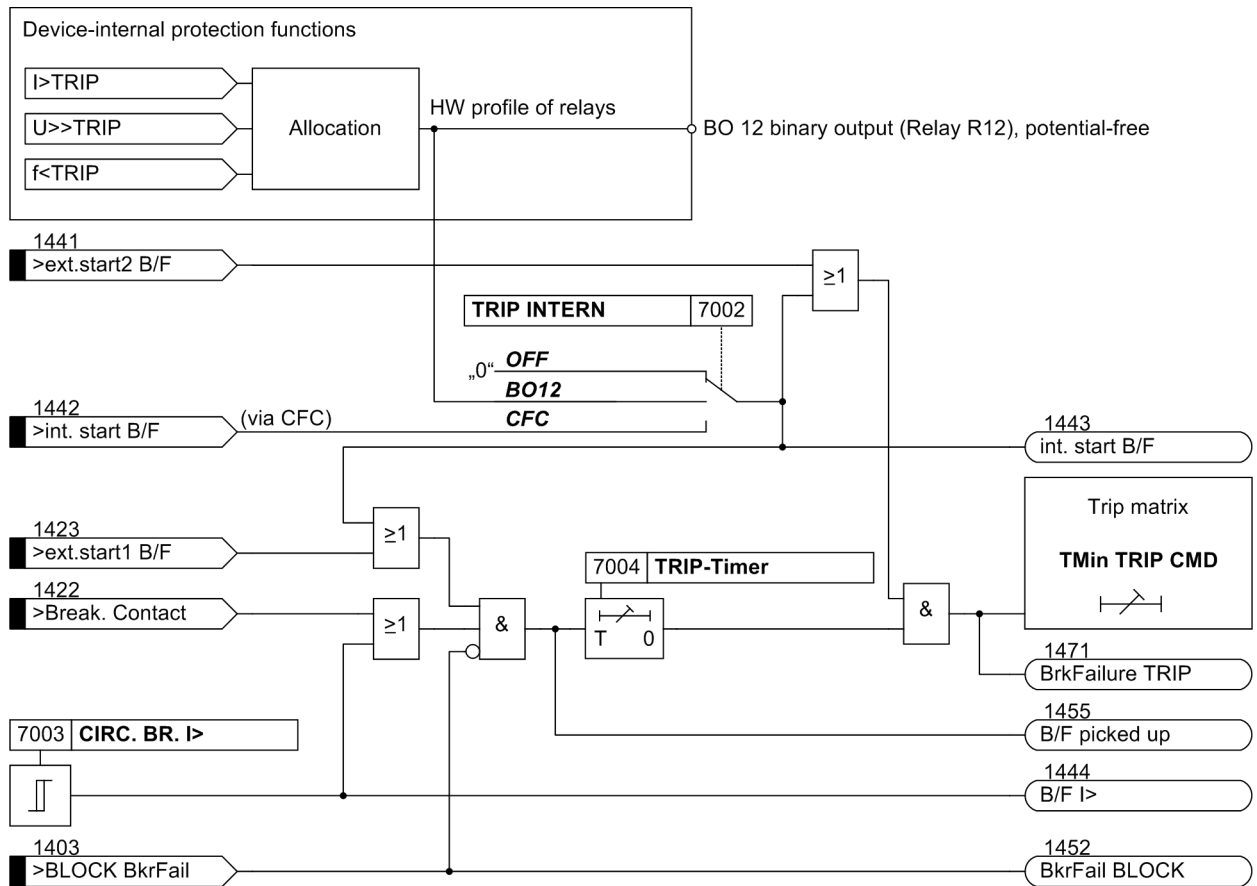 Device-internal protection functions
I>TRIP
U>>TRIP
f<TRIP
Allocation
HW profile of relays
BO 12 binary output (Relay R12), potential-free
1441
>ext.start2 B/F
≥1
TRIP INTERN 7002
„0“ OFF
BO12
CFC
1442
>int. start B/F
(via CFC)
1443
int. start B/F
Trip matrix
TMin TRIP CMD
1423
>ext.start1 B/F
≥1
7004 TRIP-Timer
1422
>Break. Contact
≥1
&
T 0
&
1471
BrkFailure TRIP
7003 CIRC. BR. I>
1455
B/F picked up
1444
B/F I>
1403
>BLOCK BkrFail
1452
BkrFail BLOCK